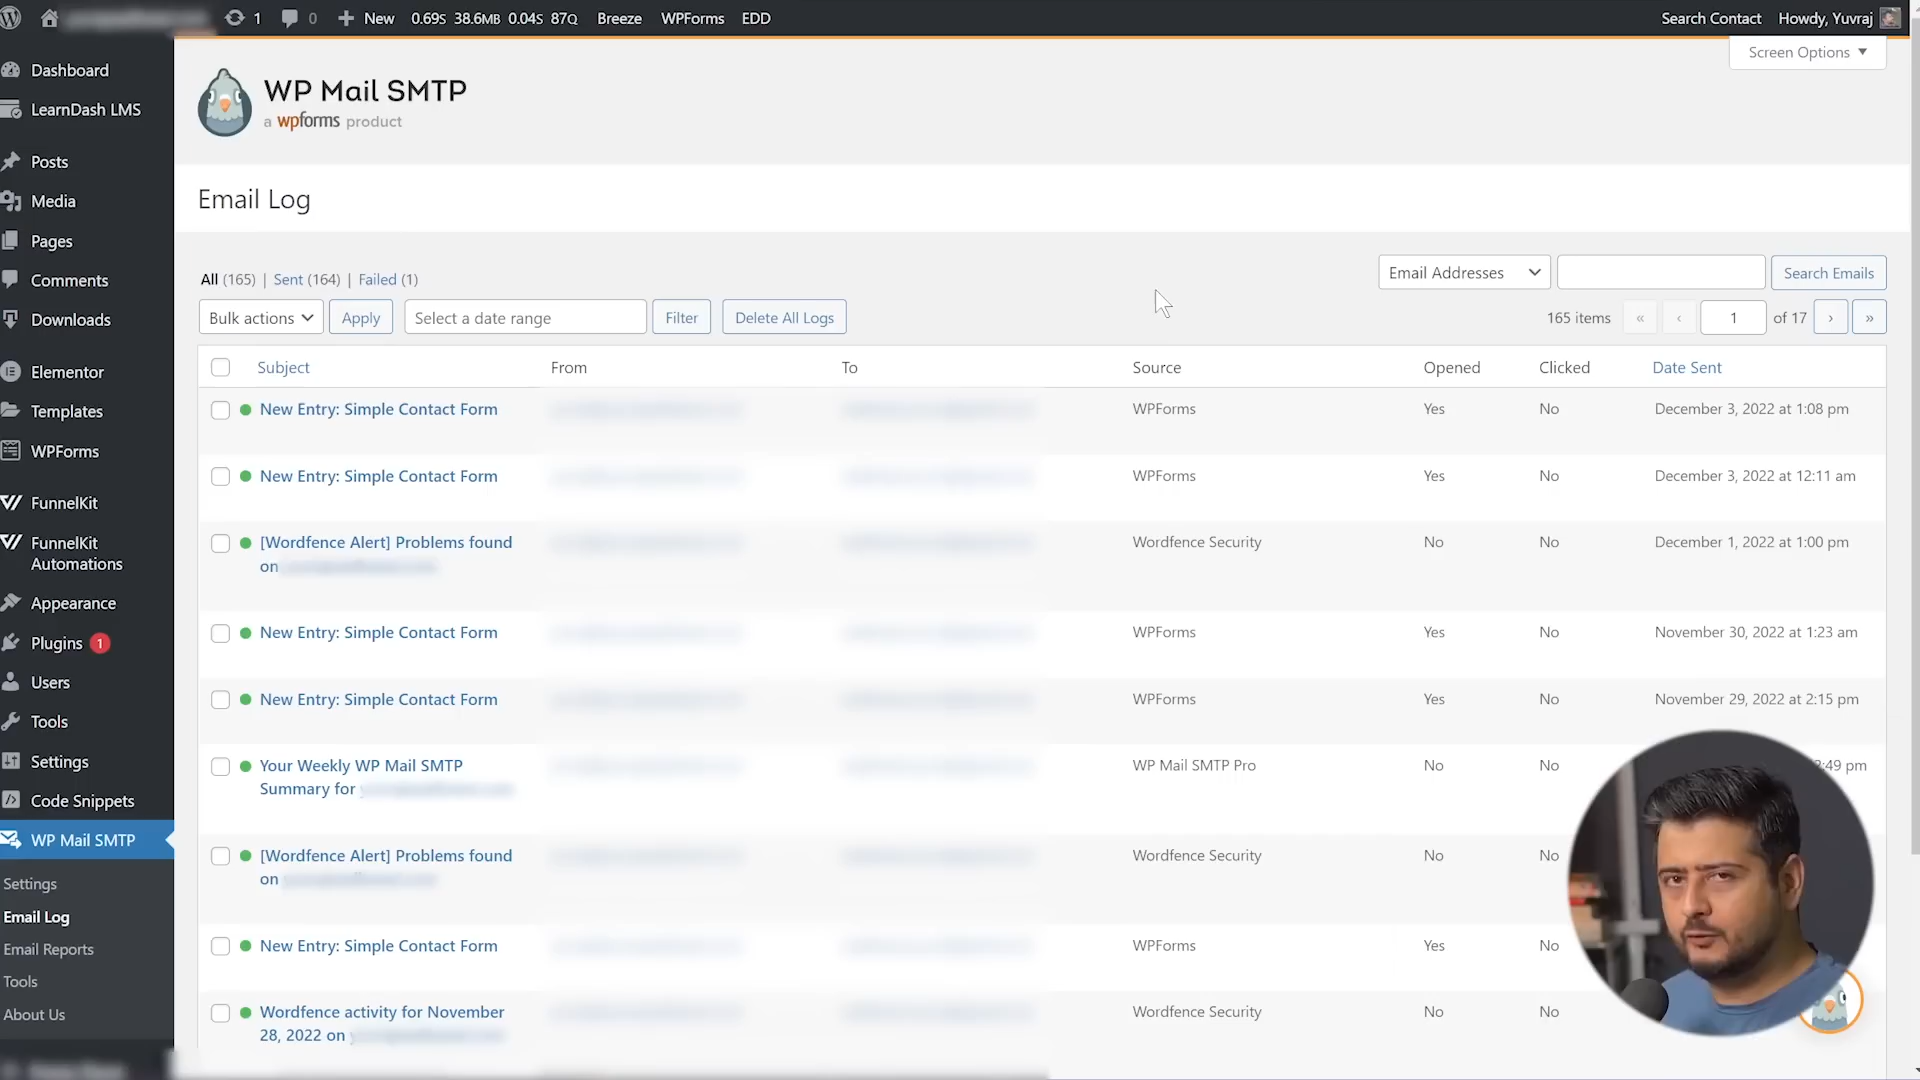 1
0
New
0.69S 38.6MB 0.04S 87Q
Breeze
WPForms
EDD
Search Contact
Howdy, Yuvraj
Screen Options
Dashboard
LearnDash LMS
Posts
Media
Pages
Comments
Downloads
Elementor
Templates
WPForms
FunnelKit
FunnelKit
Automations
Appearance
Plugins 1
Users
Tools
Settings
Code Snippets
WP Mail SMTP
Settings
Email Log
Email Reports
Tools
About Us
WP Mail SMTP
a wpforms product
Email Log
All (165) | Sent (164) | Failed (1)
Email Addresses
Search Emails
Bulk actions
Apply
Select a date range
Filter
Delete All Logs
165 items « ‹ 1 of 17 › »
Subject From To Source Opened Clicked Date Sent
New Entry: Simple Contact Form WPForms Yes No December 3, 2022 at 1:08 pm
New Entry: Simple Contact Form WPForms Yes No December 3, 2022 at 12:11 am
[Wordfence Alert] Problems found Wordfence Security No No December 1, 2022 at 1:00 pm
on
New Entry: Simple Contact Form WPForms Yes No November 30, 2022 at 1:23 am
New Entry: Simple Contact Form WPForms Yes No November 29, 2022 at 2:15 pm
Your Weekly WP Mail SMTP WP Mail SMTP Pro No No :49 pm
Summary for
[Wordfence Alert] Problems found Wordfence Security No No
on
New Entry: Simple Contact Form WPForms Yes No
Wordfence activity for November Wordfence Security No No
28, 2022 on